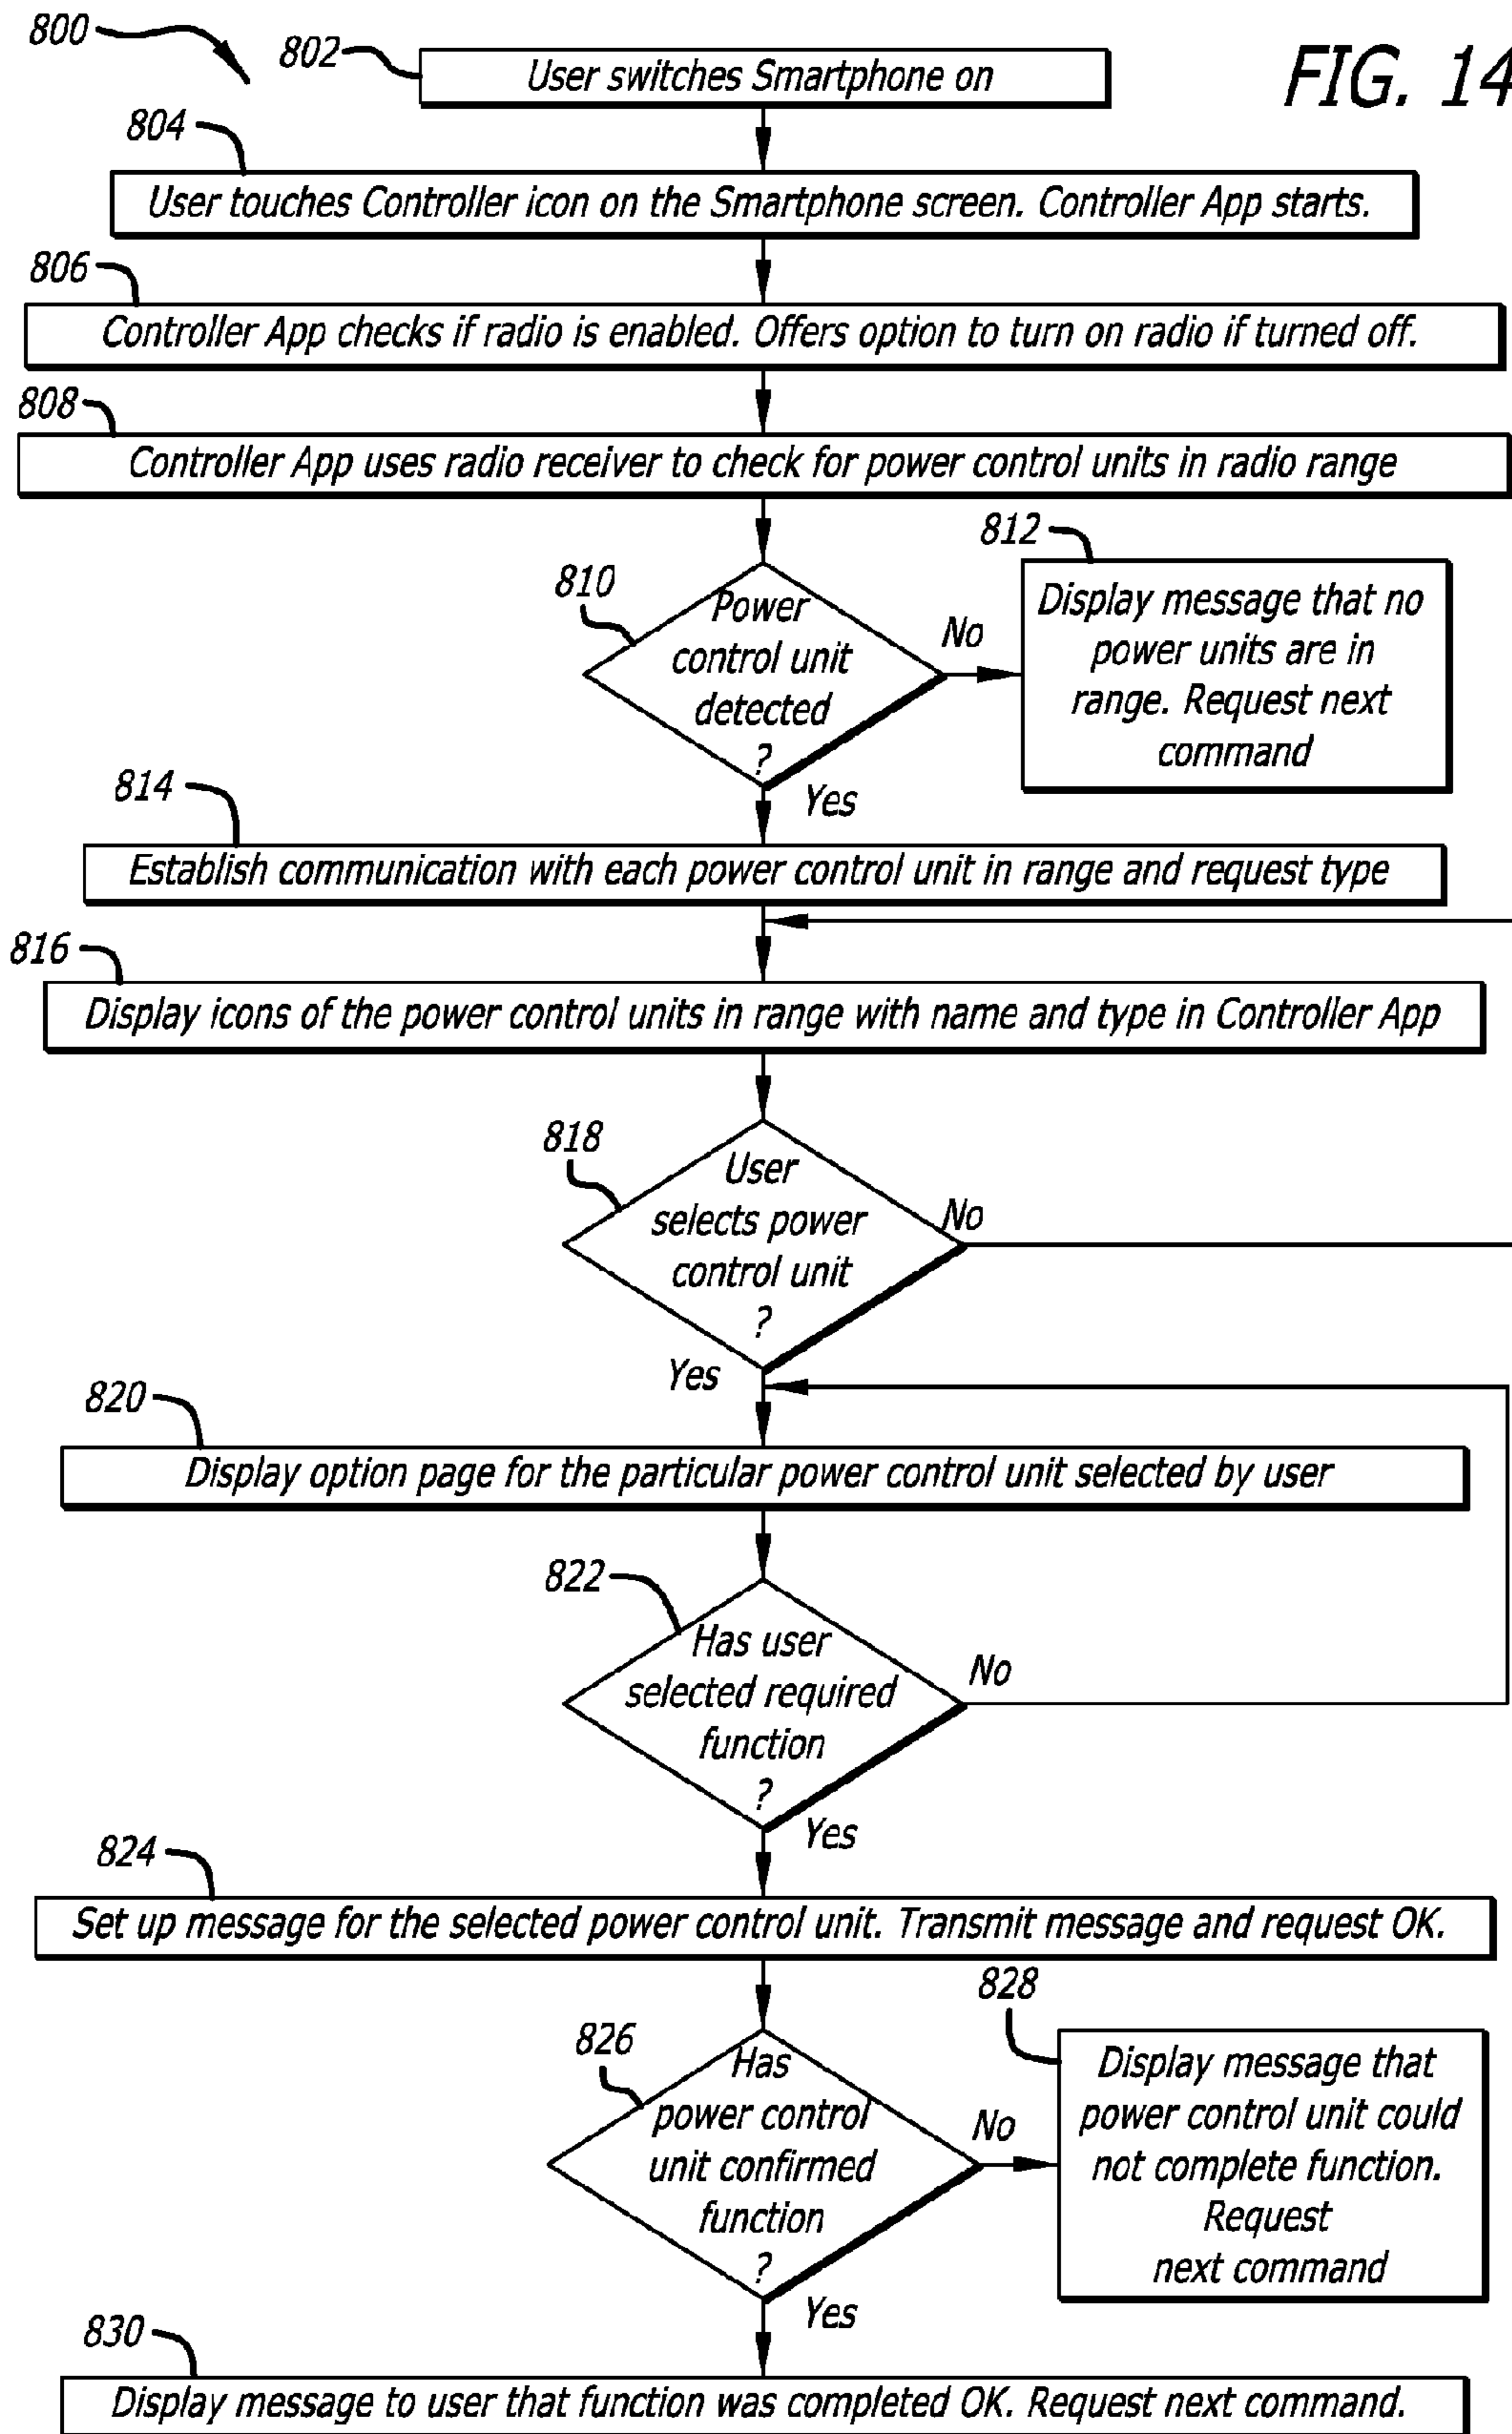 800
802
User switches Smartphone on
FIG. 14
804
User touches Controller icon on the Smartphone screen. Controller App starts.
806
Controller App checks if radio is enabled. Offers option to turn on radio if turned off.
808
Controller App uses radio receiver to check for power control units in radio range
810
Power
control unit
detected
?
No
812
Display message that no
power units are in
range. Request next
command
Yes
814
Establish communication with each power control unit in range and request type
816
Display icons of the power control units in range with name and type in Controller App
818
User
selects power
control unit
?
No
Yes
820
Display option page for the particular power control unit selected by user
822
Has user
selected required
function
?
No
Yes
824
Set up message for the selected power control unit. Transmit message and request OK.
826
Has
power control
unit confirmed
function
?
No
828
Display message that
power control unit could
not complete function.
Request
next command
Yes
830
Display message to user that function was completed OK. Request next command.